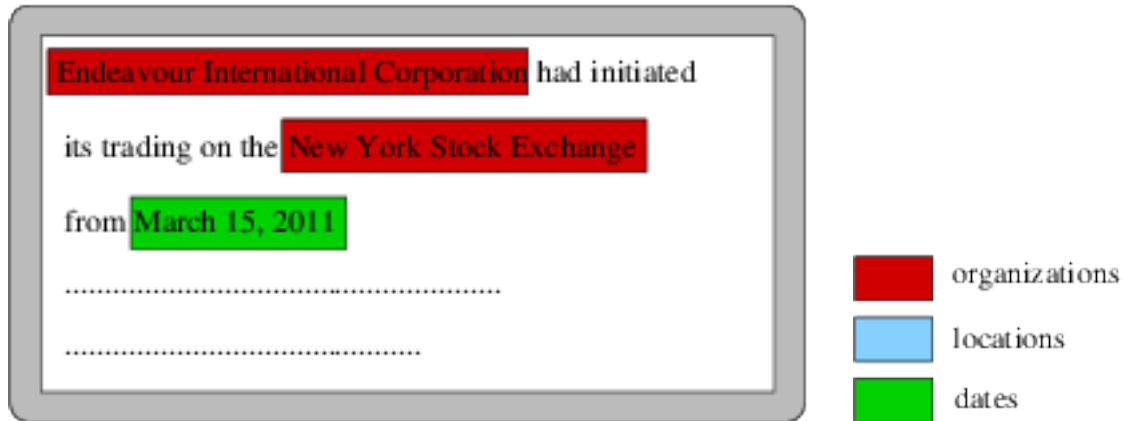 Endeavour International Corporation had initiated
its trading on the New York Stock Exchange
from March 15, 2011
......................................................
............................................
organizations
locations
dates